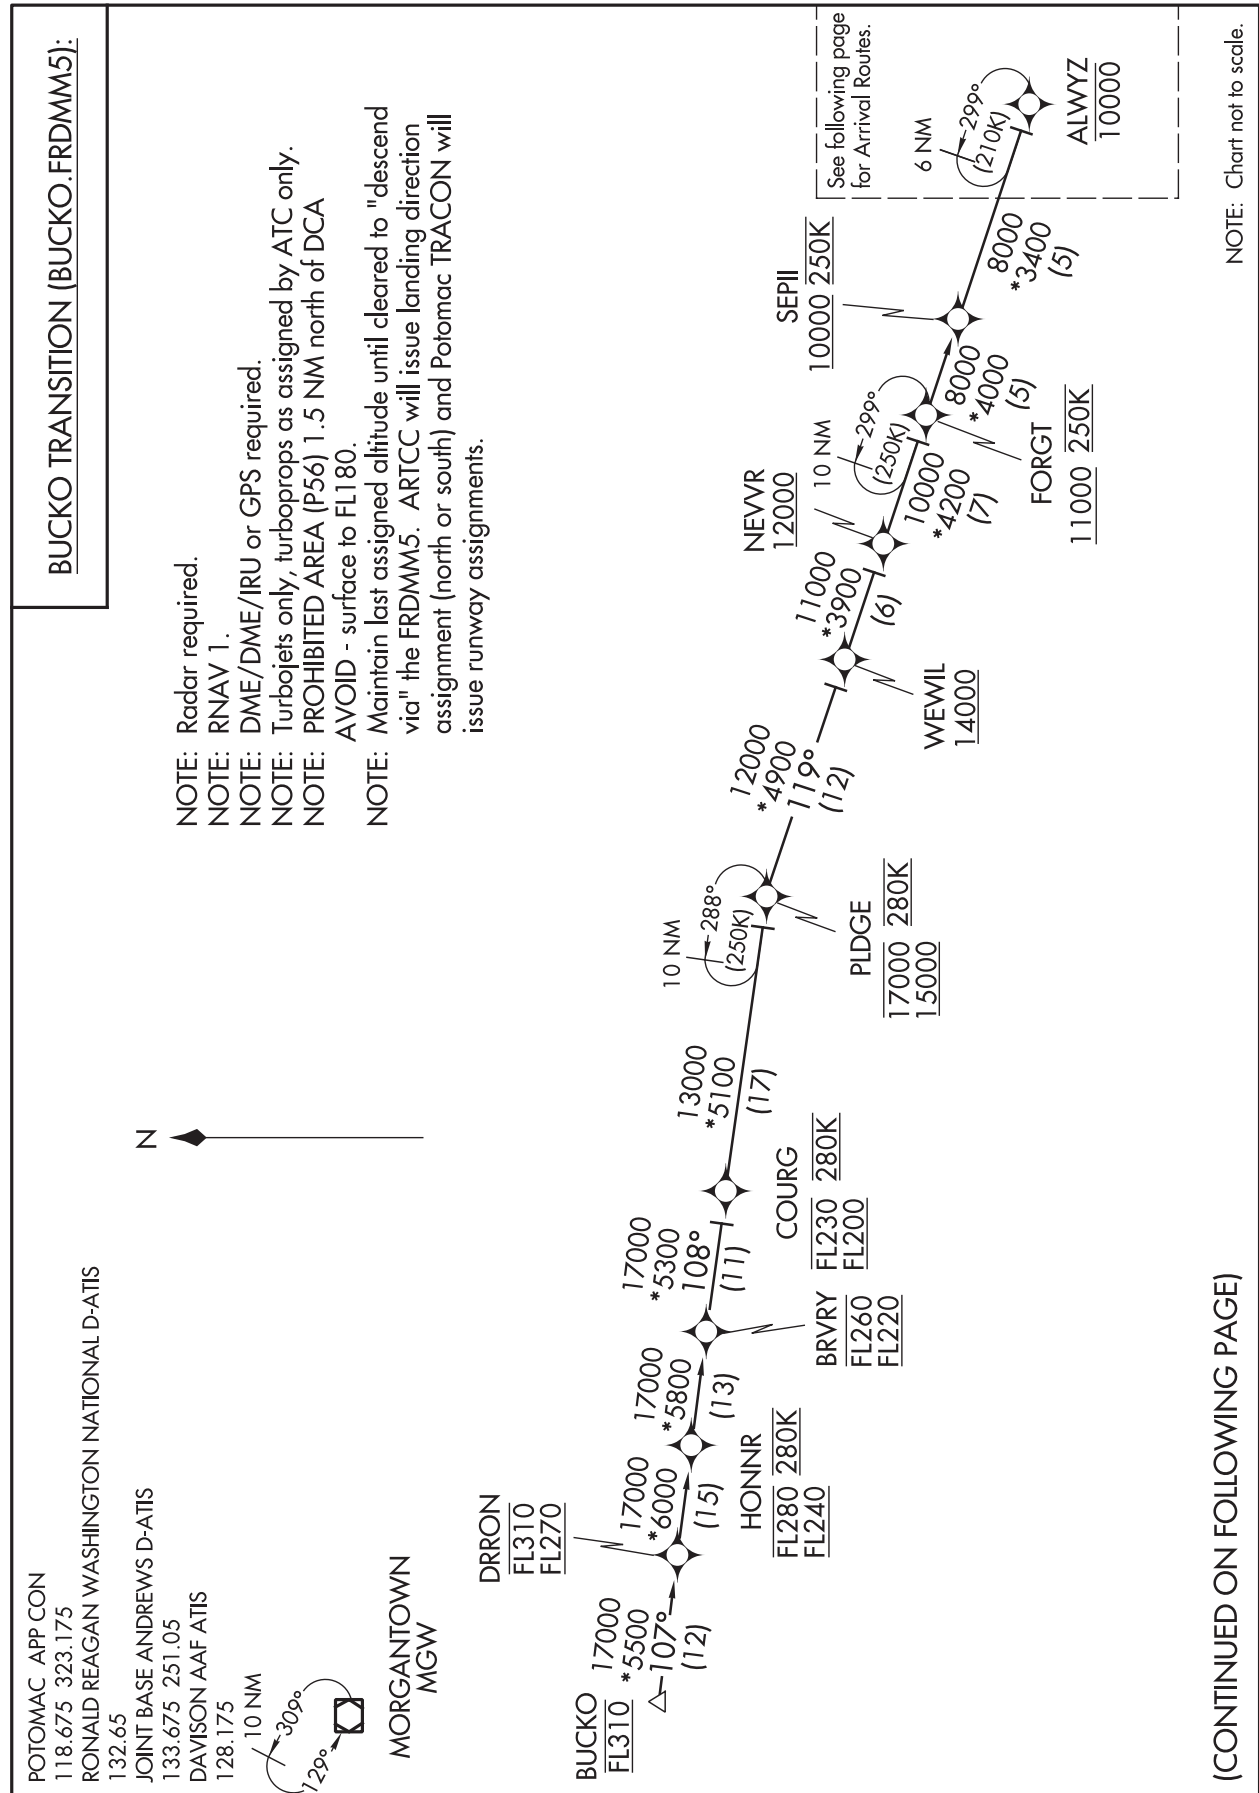 BUCKO TRANSITION (BUCKO.FRDMM5):
POTOMAC APP CON
118.675 323.175
RONALD REAGAN WASHINGTON NATIONAL D-ATIS
132.65
JOINT BASE ANDREWS D-ATIS
133.675 251.05
DAVISON AAF ATIS
128.175
N
NOTE: Radar required.
NOTE: RNAV 1.
NOTE: DME/DME/IRU or GPS required.
NOTE: Turbojets only, turboprops as assigned by ATC only.
NOTE: PROHIBITED AREA (P56) 1.5 NM north of DCA
AVOID - surface to FL180.
NOTE: Maintain last assigned altitude until cleared to "descend
via" the FRDMM5. ARTCC will issue landing direction
assignment (north or south) and Potomac TRACON will
issue runway assignments.
10 NM
309°
129°
MORGANTOWN
MGW
BUCKO
FL310
17000
*5500
107°
(12)
DRRON
FL310
FL270
17000
*6000
(15)
HONNR
FL280 280K
FL240
17000
*5800
(13)
BRVRY
FL260
FL220
17000
*5300
108°
(11)
COURG
FL230 280K
FL200
13000
*5100
(17)
10 NM
288°
(250K)
PLDGE
17000 280K
15000
12000
*4900
119°
(12)
WEWIL
14000
11000
*3900
(6)
NEVVR
12000
10000
*4200
(7)
10 NM
299°
(250K)
FORGT
11000 250K
8000
*4000
(5)
SEPII
10000 250K
8000
*3400
(5)
See following page
for Arrival Routes.
6 NM
299°
(210K)
ALWYZ
10000
(CONTINUED ON FOLLOWING PAGE)
NOTE: Chart not to scale.